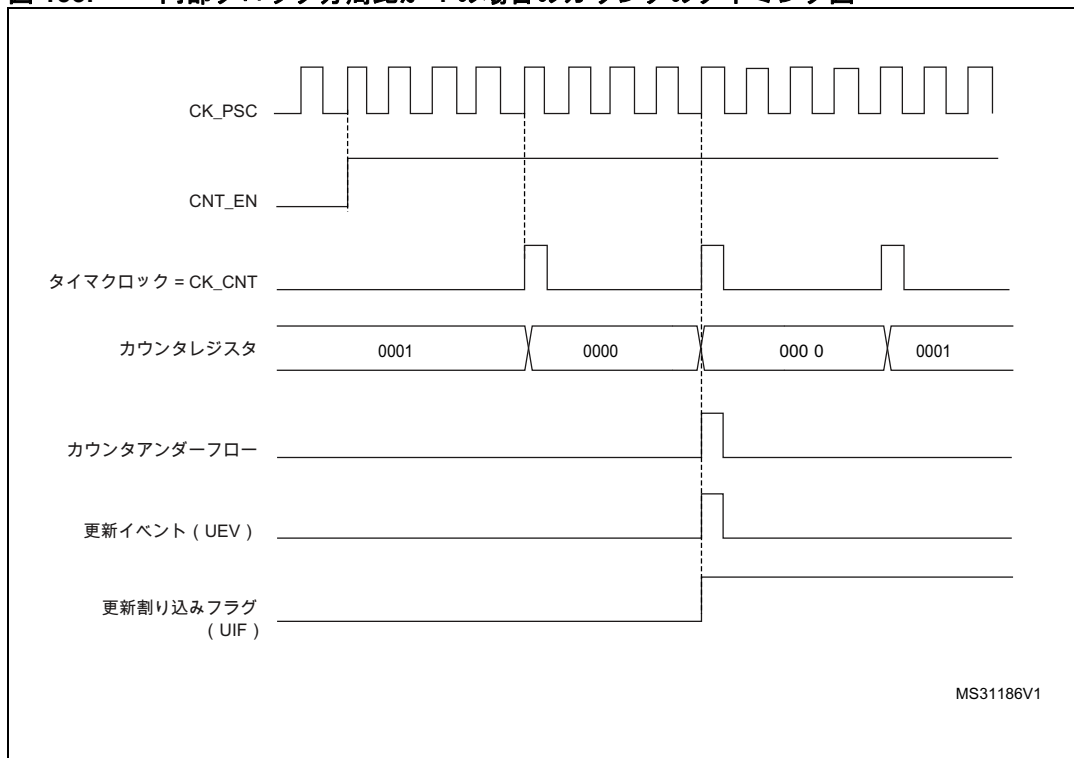 CK_PSC
CNT_EN
タイマクロック = CK_CNT
カウンタレジスタ
0001
0000
000 0
0001
カウンタアンダーフロー
更新イベント ( UEV )
更新割り込みフラグ
( UIF )
MS31186V1